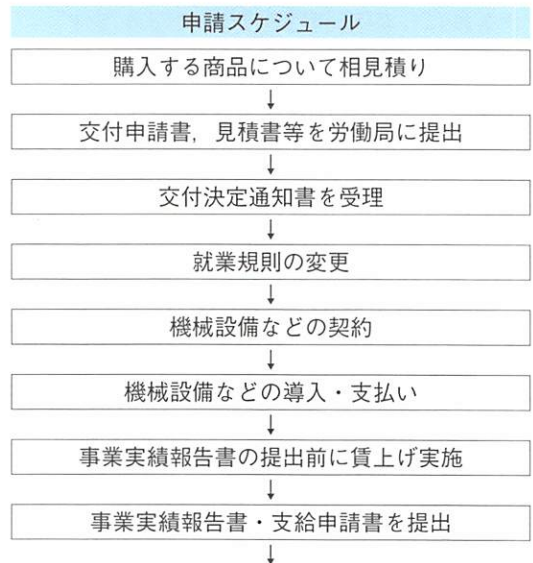 申請スケジュール
購入する商品について相見積り
交付申請書，見積書等を労働局に提出
交付決定通知書を受理
就業規則の変更
機械設備などの契約
機械設備などの導入・支払い
事業実績報告書の提出前に賃上げ実施
事業実績報告書・支給申請書を提出